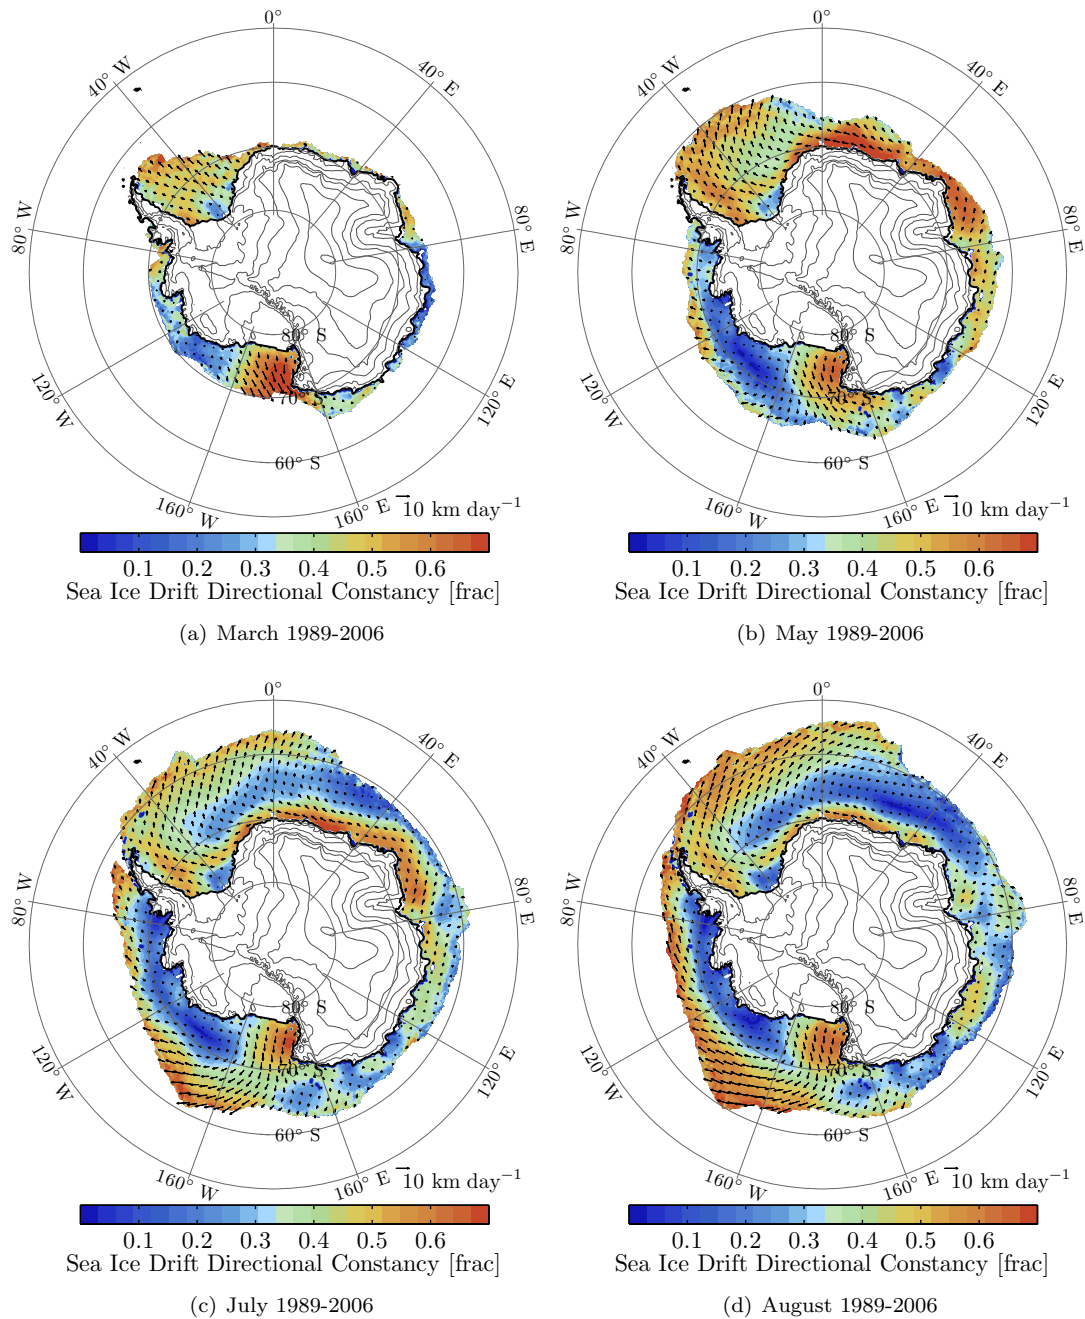 0°
40° W
40° E
80° W
80° E
80° S
70° S
120° W
120° E
60° S
160° W
160° E
10 km day⁻¹
0.1 0.2 0.3 0.4 0.5 0.6
Sea Ice Drift Directional Constancy [frac]
(a) March 1989-2006
0°
40° W
40° E
80° W
80° E
80° S
70° S
120° W
120° E
60° S
160° W
160° E
10 km day⁻¹
0.1 0.2 0.3 0.4 0.5 0.6
Sea Ice Drift Directional Constancy [frac]
(b) May 1989-2006
0°
40° W
40° E
80° W
80° E
80° S
70° S
120° W
120° E
60° S
160° W
160° E
10 km day⁻¹
0.1 0.2 0.3 0.4 0.5 0.6
Sea Ice Drift Directional Constancy [frac]
(c) July 1989-2006
0°
40° W
40° E
80° W
80° E
80° S
70° S
120° W
120° E
60° S
160° W
160° E
10 km day⁻¹
0.1 0.2 0.3 0.4 0.5 0.6
Sea Ice Drift Directional Constancy [frac]
(d) August 1989-2006